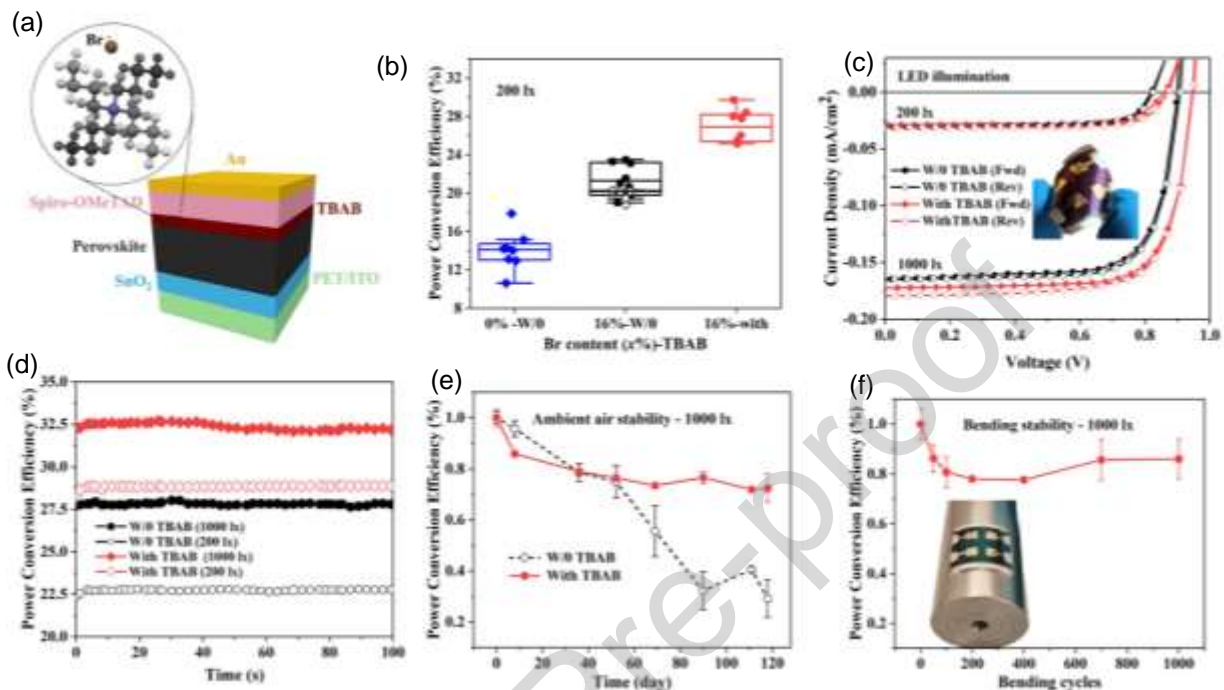 (a)
Br⁻
Au
Spiro-OMeTAD
TBAB
Perovskite
SnO₂
PET/ITO
(b)
Power Conversion Efficiency (%)
200 lx
32
28
24
20
16
12
8
0% -W/0
16%-W/0
16%-with
Br content (x%)-TBAB
(c)
Current Density (mA/cm²)
LED illumination
0.00
200 lx
-0.05
W/0 TBAB (Fwd)
W/0 TBAB (Rev)
With TBAB (Fwd)
WithTBAB (Rev)
-0.10
1000 lx
-0.15
-0.20
0.0
0.2
0.4
0.6
0.8
1.0
Voltage (V)
(d)
Power Conversion Efficiency (%)
35.0
32.5
30.0
27.5
25.0
22.5
20.0
W/0 TBAB (1000 lx)
W/0 TBAB (200 lx)
With TBAB (1000 lx)
With TBAB (200 lx)
0
20
40
60
80
100
Time (s)
(e)
Power Conversion Efficiency (%)
Ambient air stability - 1000 lx
1.0
0.8
0.6
0.4
0.2
W/0 TBAB
With TBAB
0
20
40
60
80
100
120
Time (day)
(f)
Power Conversion Efficiency (%)
Bending stability - 1000 lx
1.0
0.8
0.6
0.4
0.2
0
200
400
600
800
1000
Bending cycles
Pre-proof